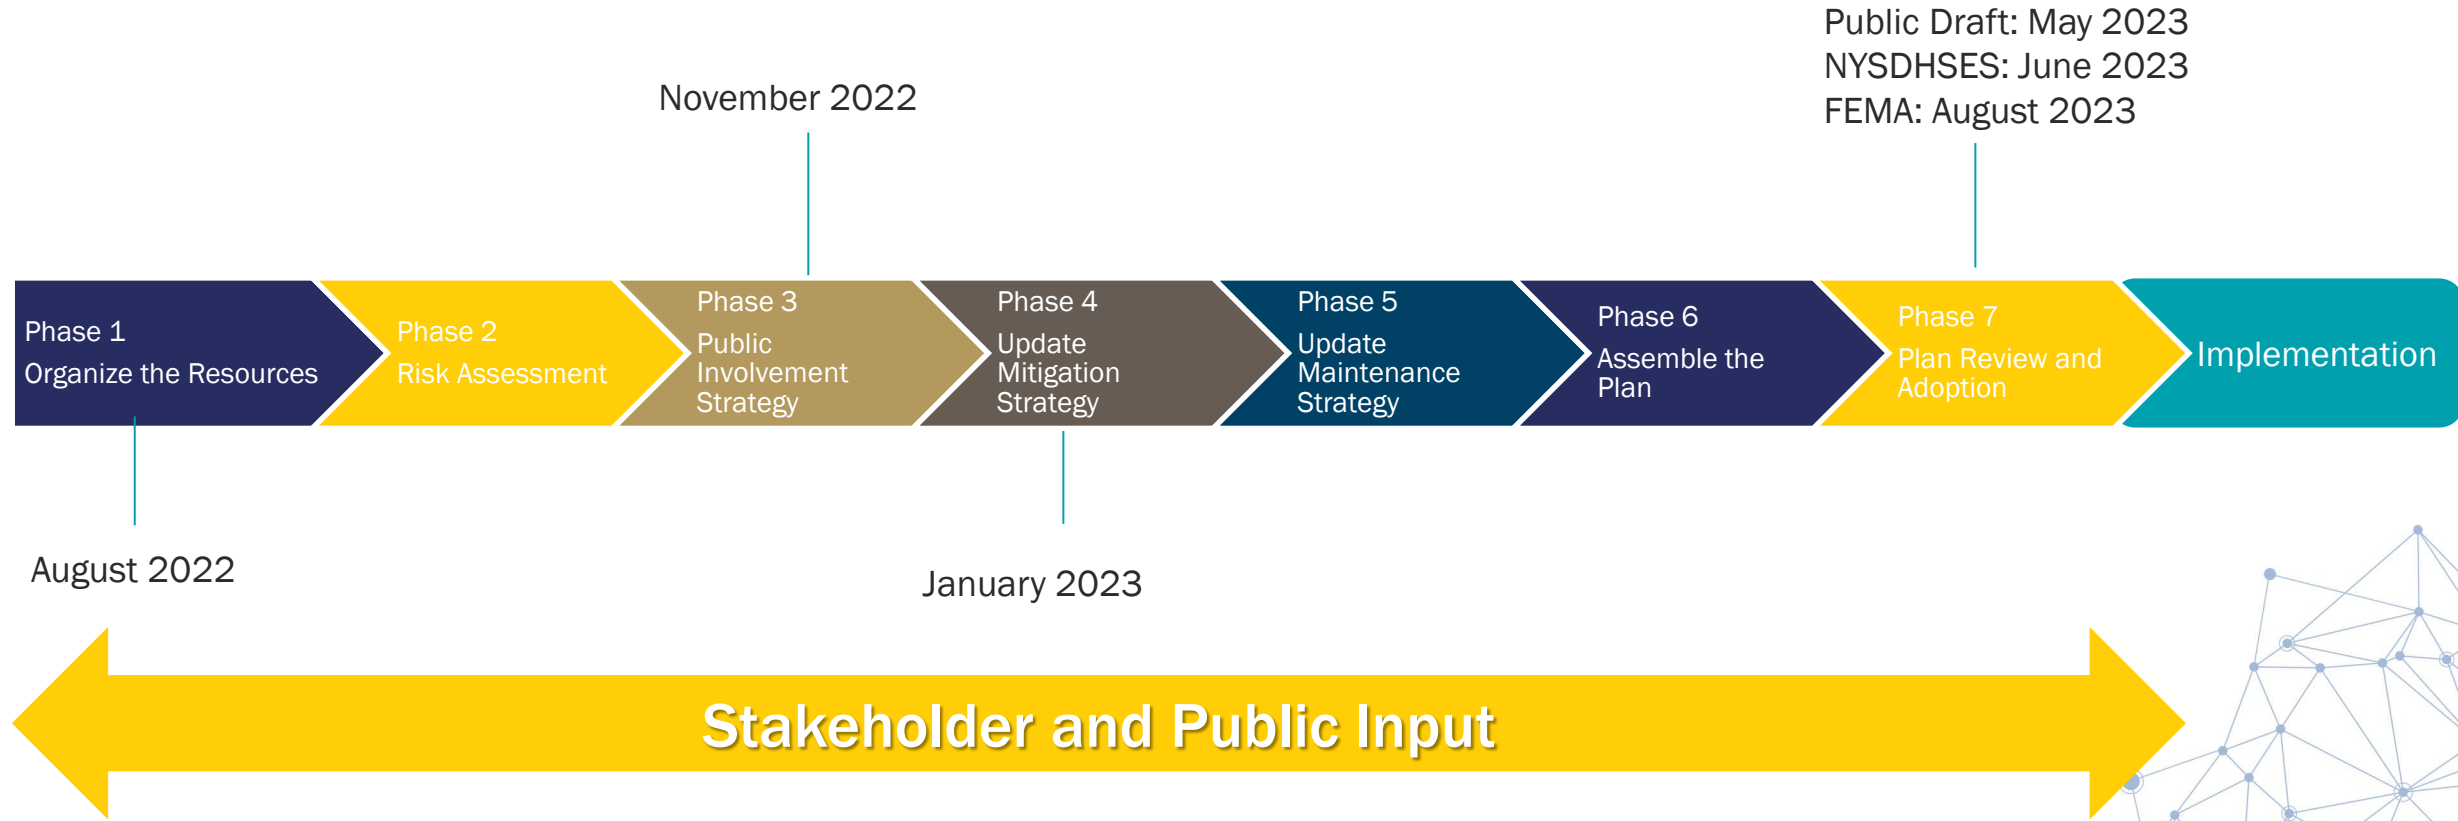 Public Draft: May 2023
NYSDHSES: June 2023
FEMA: August 2023
November 2022
Phase 1
Organize the Resources
Phase 2
Risk Assessment
Phase 3
Public
Involvement
Strategy
Phase 4
Update
Mitigation
Strategy
Phase 5
Update
Maintenance
Strategy
Phase 6
Assemble the
Plan
Phase 7
Plan Review and
Adoption
Implementation
August 2022
January 2023
Stakeholder and Public Input